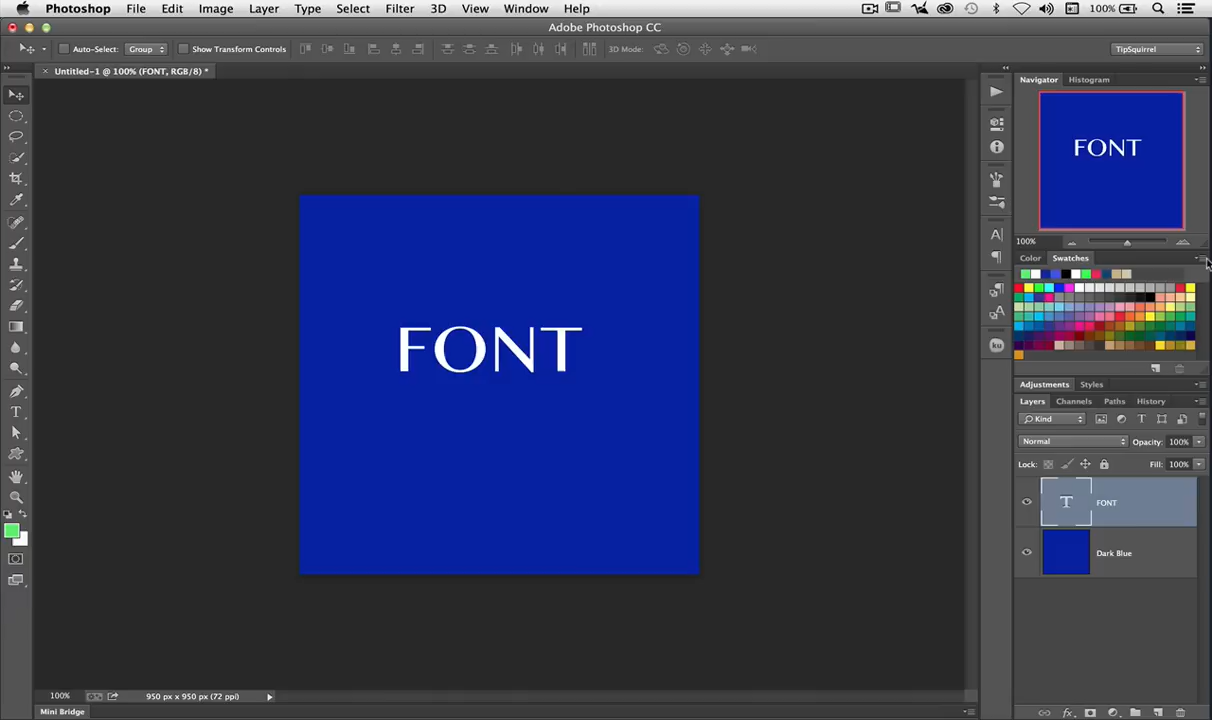 Photoshop File Edit Image Layer Type Select Filter 3D View Window Help 100%
Adobe Photoshop CC
Auto-Select: Group Show Transform Controls 3D Mode: TipSquirrel
Untitled-1 @ 100% (FONT, RGB/8) *
Navigator Histogram
FONT
100%
Color Swatches
FONT
ku
Adjustments Styles
Layers Channels Paths History
Kind
Normal Opacity: 100%
Lock: Fill: 100%
T FONT
Dark Blue
100% 950 px x 950 px (72 ppi)
Mini Bridge